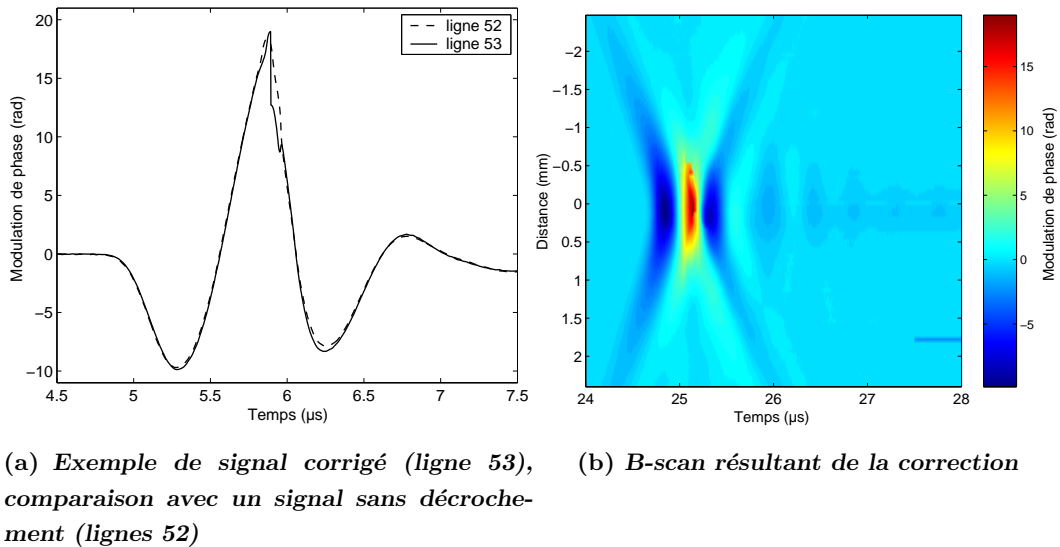 ligne 52
ligne 53
20
15
10
5
0
−5
−10
4.5 5 5.5 6 6.5 7 7.5
Temps (µs)
Modulation de phase (rad)
−2
−1.5
−1
−0.5
0
0.5
1
1.5
2
24 25 26 27 28
Temps (µs)
Distance (mm)
15
10
5
0
−5
Modulation de phase (rad)
(a) Exemple de signal corrigé (ligne 53),
comparaison avec un signal sans décroche-
ment (lignes 52)
(b) B-scan résultant de la correction